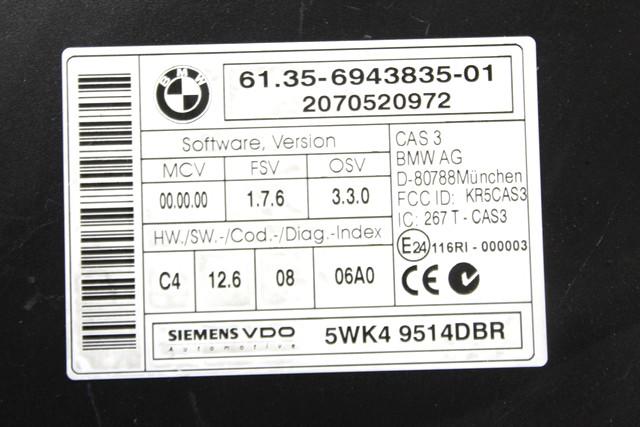 BMW
61.35-6943835-01
2070520972
Software, Version
MCV FSV OSV
00.00.00 1.7.6 3.3.0
HW./SW.-/Cod.-/Diag.-Index
C4 12.6 08 06A0
CAS 3
BMW AG
D-80788München
FCC ID: KR5CAS3
IC: 267 T - CAS3
E24 116RI - 000003
CE
SIEMENS VDO
Automotive
5WK4 9514DBR